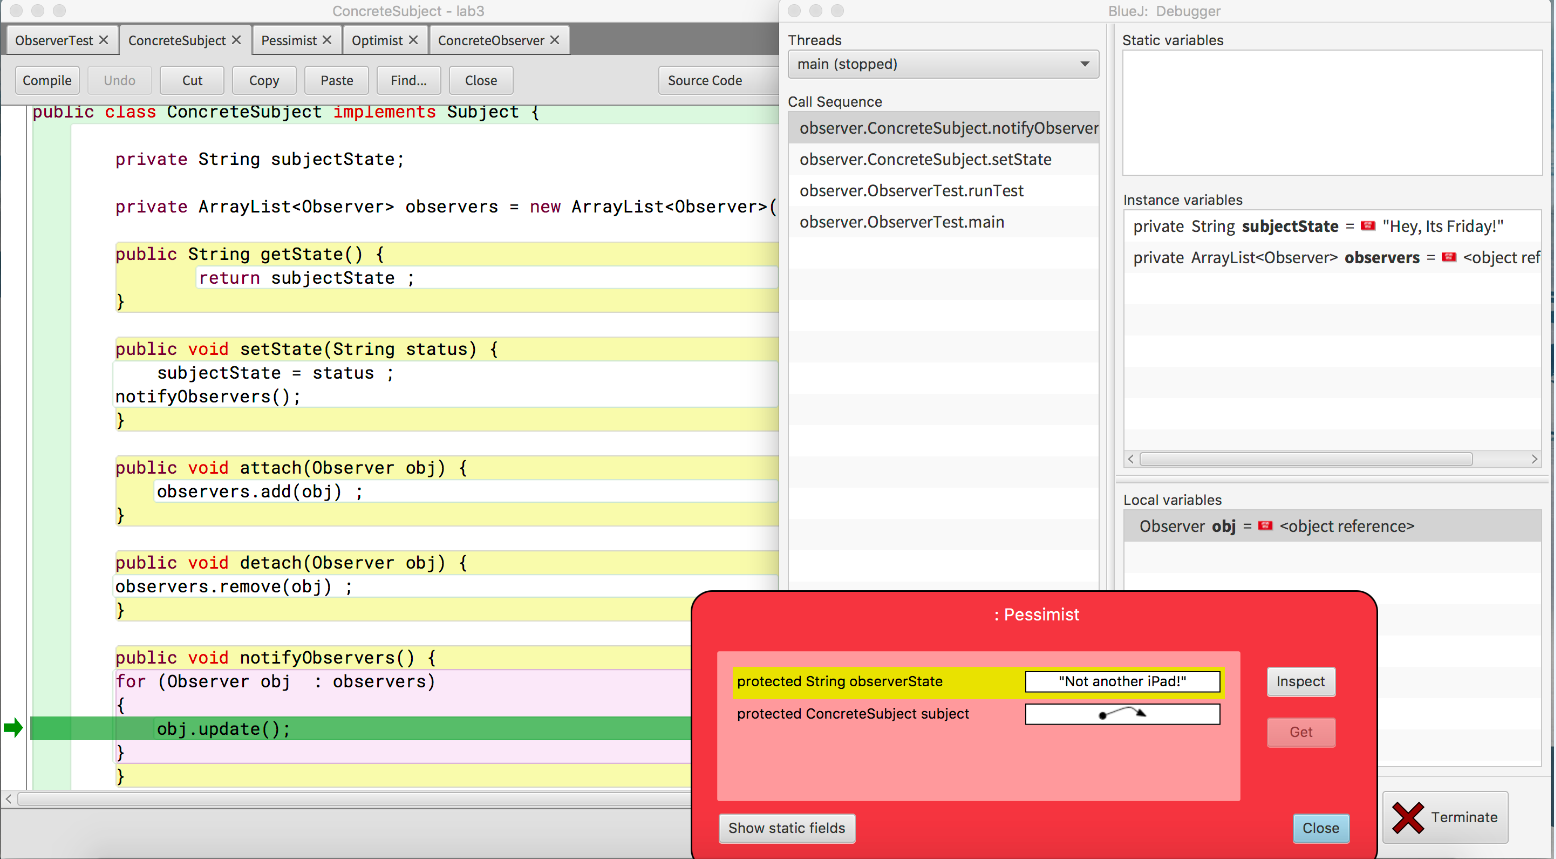 ConcreteSubject - lab3
ObserverTest ✕ ConcreteSubject ✕ Pessimist ✕ Optimist ✕ ConcreteObserver ✕
Compile Undo Cut Copy Paste Find... Close Source Code
public class ConcreteSubject implements Subject {
private String subjectState;
private ArrayList<Observer> observers = new ArrayList<Observer>(
public String getState() {
return subjectState ;
}
public void setState(String status) {
subjectState = status ;
notifyObservers();
}
public void attach(Observer obj) {
observers.add(obj) ;
}
public void detach(Observer obj) {
observers.remove(obj) ;
}
public void notifyObservers() {
for (Observer obj  : observers)
{
obj.update();
}
}
BlueJ:  Debugger
Threads
main (stopped)
Call Sequence
observer.ConcreteSubject.notifyObserver
observer.ConcreteSubject.setState
observer.ObserverTest.runTest
observer.ObserverTest.main
Static variables
Instance variables
private String subjectState = "Hey, Its Friday!"
private ArrayList<Observer> observers = <object ref
Local variables
Observer obj = <object reference>
: Pessimist
protected String observerState "Not another iPad!"
protected ConcreteSubject subject
Inspect
Get
Show static fields
Close
Terminate